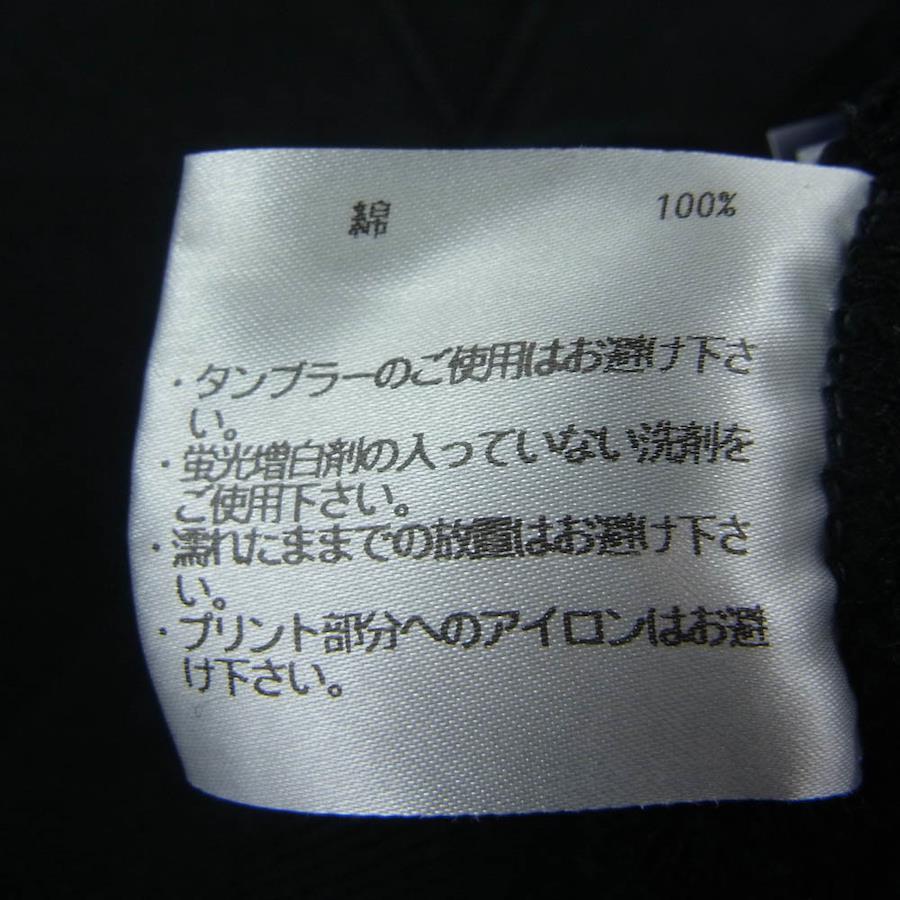 綿 100%
・タンブラーのご使用はお避け下さ
い。
・蛍光増白剤の入っていない洗剤を
ご使用下さい。
・濡れたままでの放置はお避け下さ
い。
・プリント部分へのアイロンはお避
け下さい。